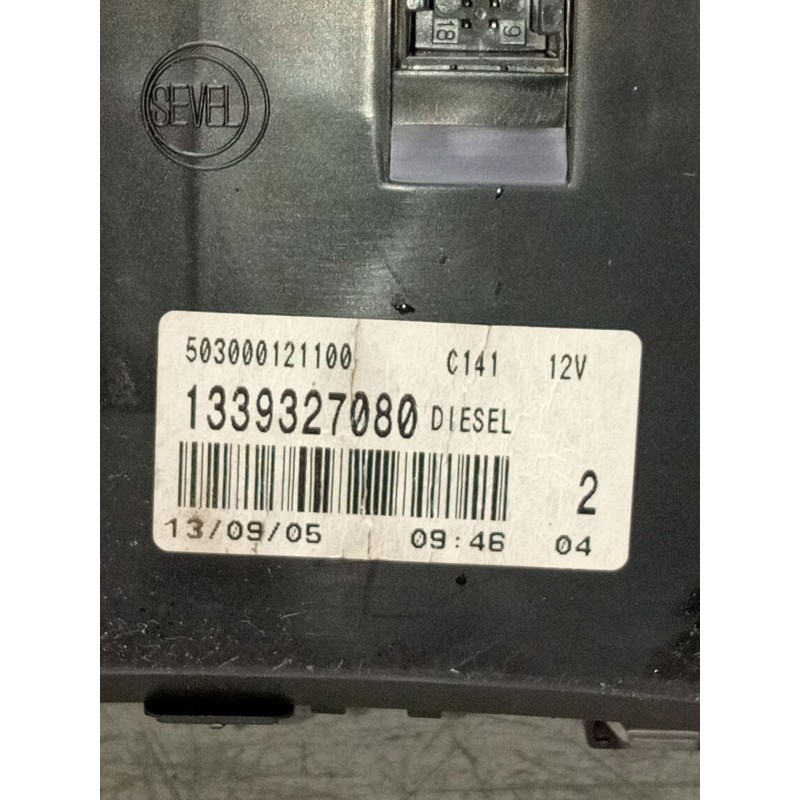 18 9
SEVEL
503000121100 C141 12V
1339327080 DIESEL
2
13/09/05 09:46 04